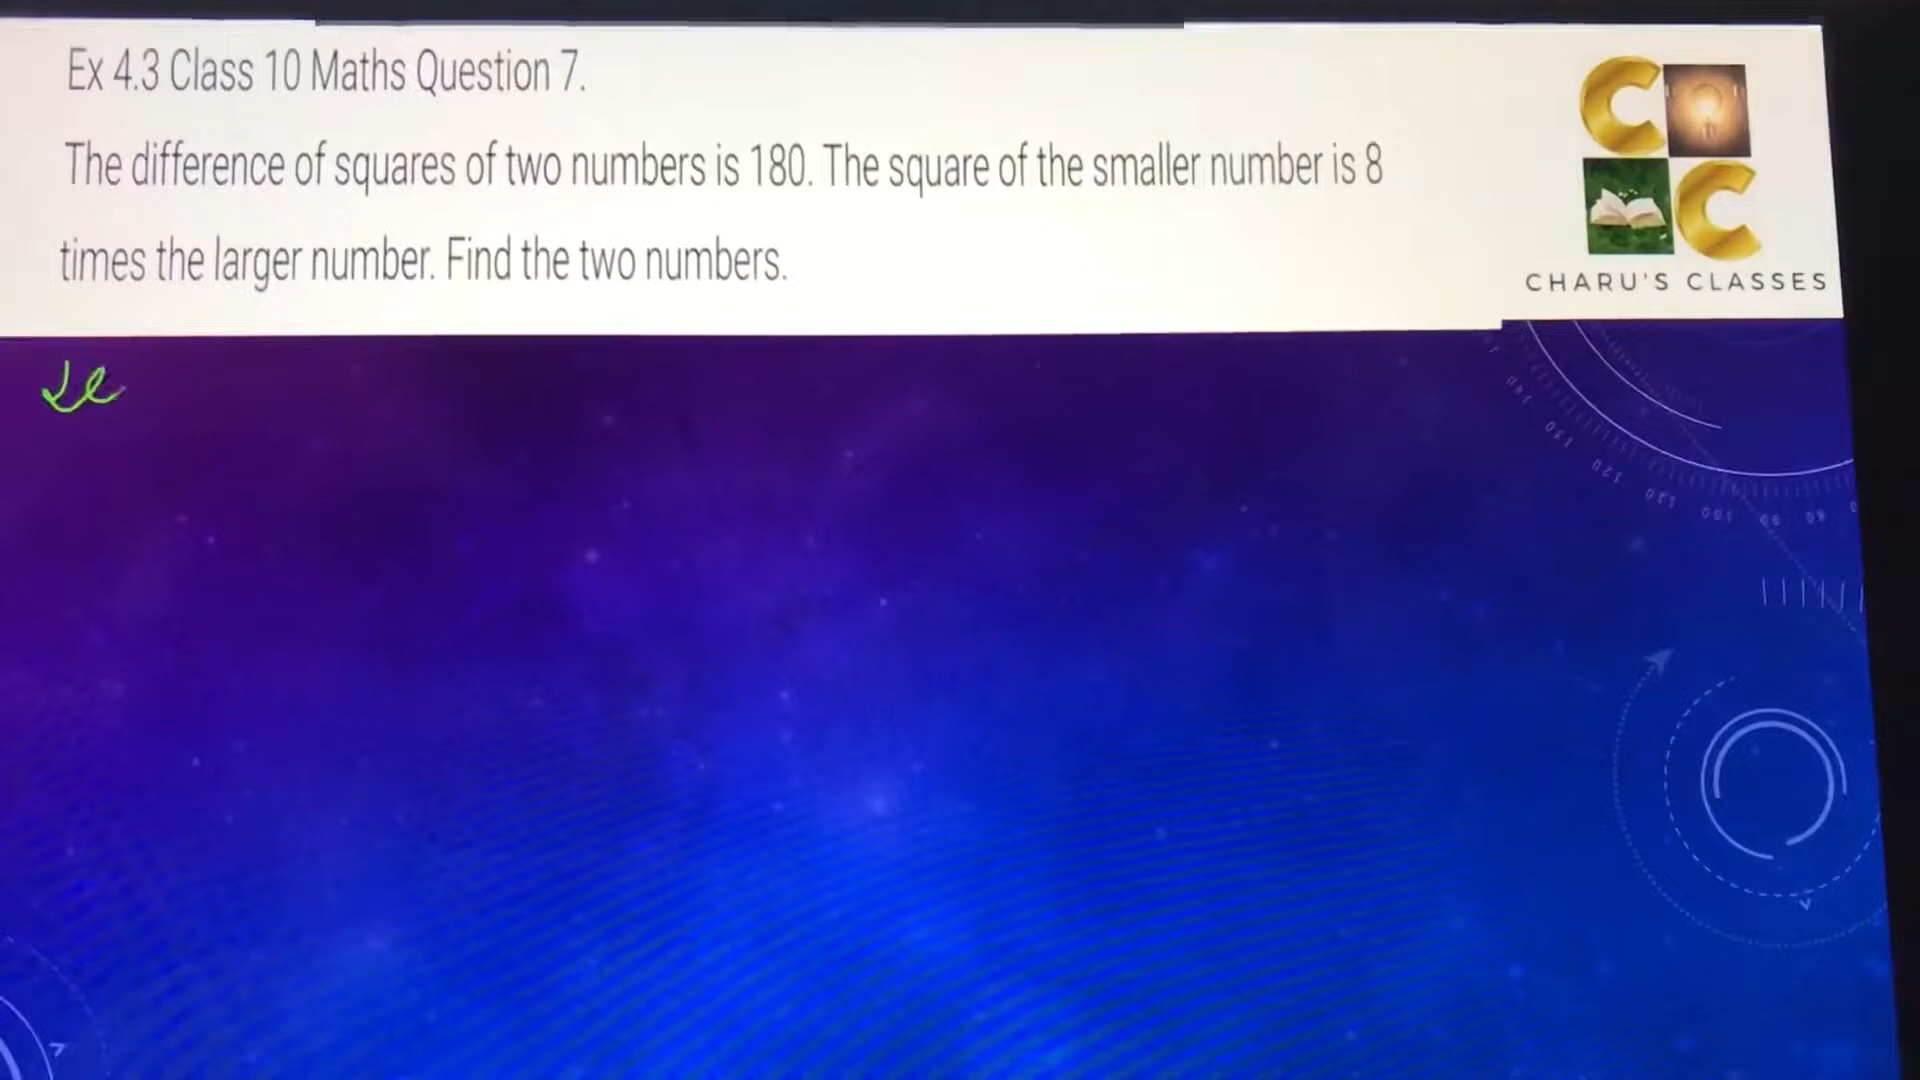 Ex 4.3 Class 10 Maths Question 7.
The difference of squares of two numbers is 180. The square of the smaller number is 8
times the larger number. Find the two numbers.
CHARU'S CLASSES
Le